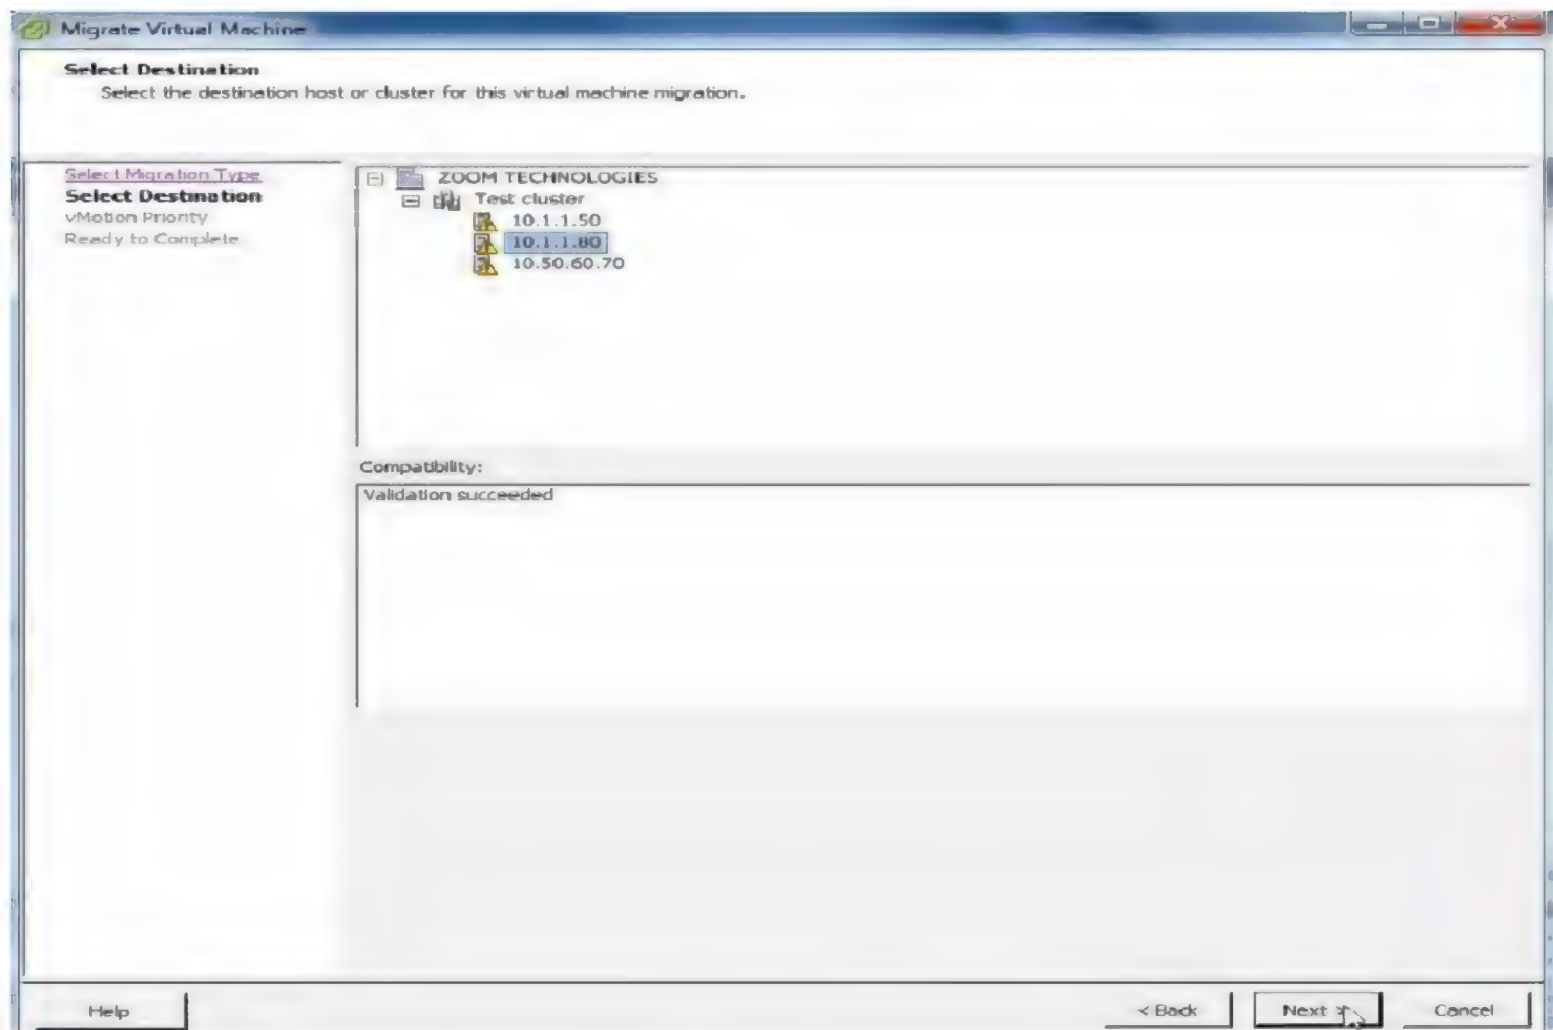 Migrate Virtual Machine
Select Destination
Select the destination host or cluster for this virtual machine migration.
Select Migration Type
Select Destination
vMotion Priority
Ready to Complete
ZOOM TECHNOLOGIES
Test cluster
10.1.1.50
10.1.1.80
10.50.60.70
Compatibility:
Validation succeeded
Help
< Back
Next >
Cancel